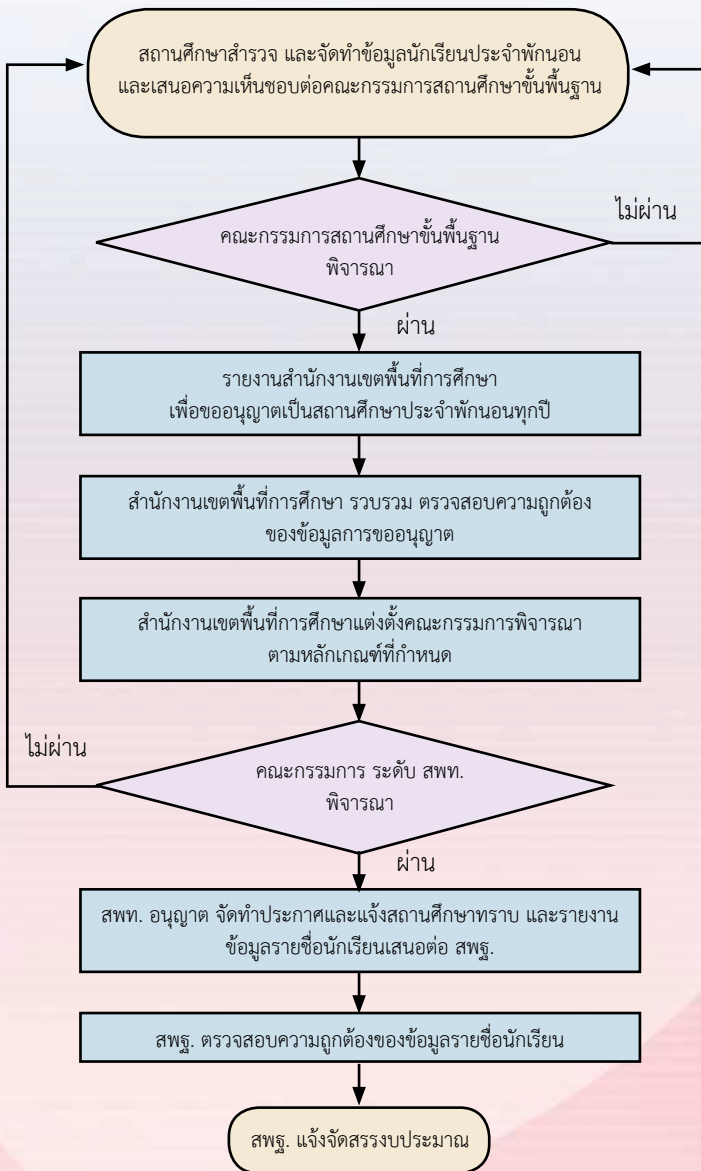 สถานศึกษาสำรวจ และจัดทำข้อมูลนักเรียนประจำพักนอน
และเสนอความเห็นชอบต่อคณะกรรมการสถานศึกษาขั้นพื้นฐาน
ไม่ผ่าน
คณะกรรมการสถานศึกษาขั้นพื้นฐาน
พิจารณา
ผ่าน
รายงานสำนักงานเขตพื้นที่การศึกษา
เพื่อขออนุญาตเป็นสถานศึกษาประจำพักนอนทุกปี
สำนักงานเขตพื้นที่การศึกษา รวบรวม ตรวจสอบความถูกต้อง
ของข้อมูลการขออนุญาต
สำนักงานเขตพื้นที่การศึกษาแต่งตั้งคณะกรรมการพิจารณา
ตามหลักเกณฑ์ที่กำหนด
ไม่ผ่าน
คณะกรรมการ ระดับ สพท.
พิจารณา
ผ่าน
สพท. อนุญาต จัดทำประกาศและแจ้งสถานศึกษาทราบ และรายงาน
ข้อมูลรายชื่อนักเรียนเสนอต่อ สพฐ.
สพฐ. ตรวจสอบความถูกต้องของข้อมูลรายชื่อนักเรียน
สพฐ. แจ้งจัดสรรงบประมาณ